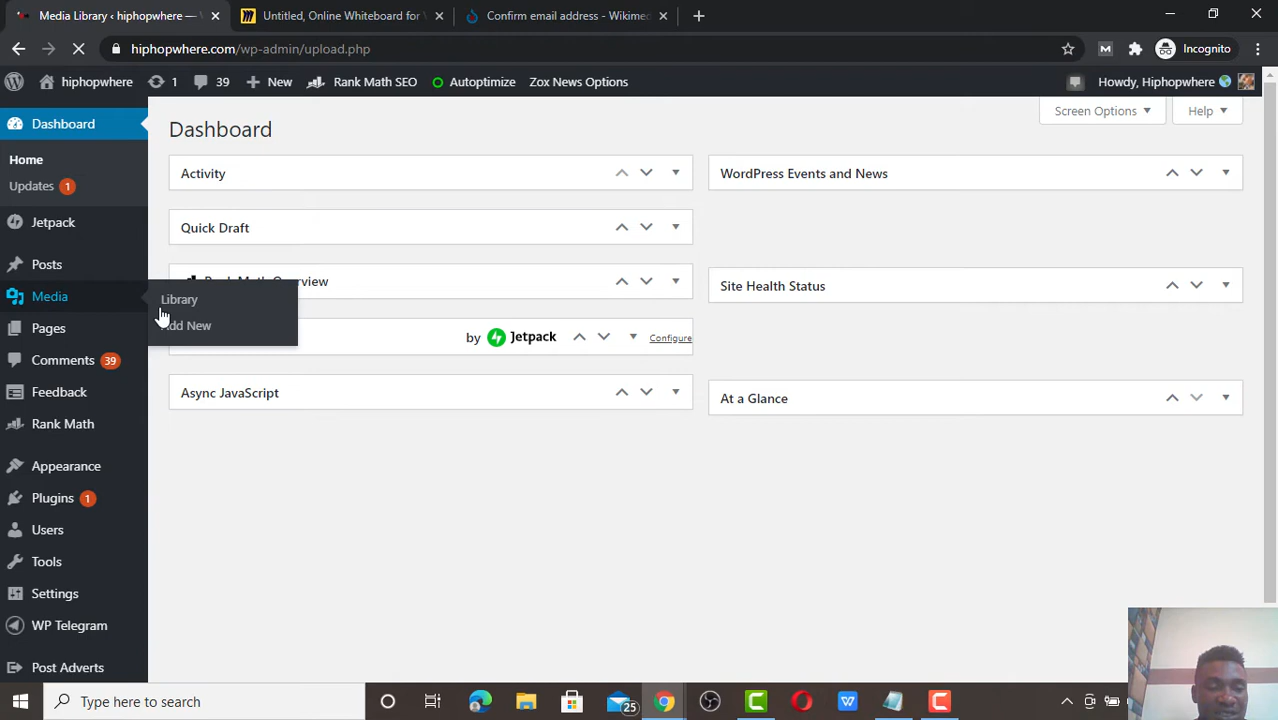 Media Library ‹ hiphopwhere —
Untitled, Online Whiteboard for V
Confirm email address - Wikimed
hiphopwhere.com/wp-admin/upload.php
Incognito
hiphopwhere
1
39
New
Rank Math SEO
Autoptimize
Zox News Options
Howdy, Hiphopwhere
Dashboard
Home
Updates 1
Jetpack
Posts
Media
Library
Add New
Pages
Comments 39
Feedback
Rank Math
Appearance
Plugins 1
Users
Tools
Settings
WP Telegram
Post Adverts
Screen Options
Help
Dashboard
Activity
WordPress Events and News
Quick Draft
Overview
Site Health Status
by Jetpack
Configure
Async JavaScript
At a Glance
Type here to search
25